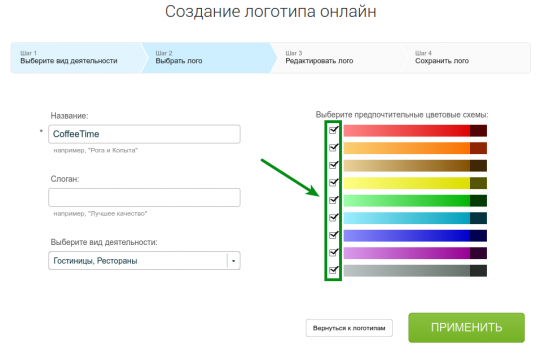 Создание логотипа онлайн
Шаг 1
Выберите вид деятельности
Шаг 2
Выбрать лого
Шаг 3
Редактировать лого
Шаг 4
Сохранить лого
Название:
* CoffeeTime
например, "Рога и Копыта"
Слоган:
например, "Лучшее качество"
Выберите вид деятельности:
Гостиницы, Рестораны
Выберите предпочтительные цветовые схемы:
Вернуться к логотипам
ПРИМЕНИТЬ